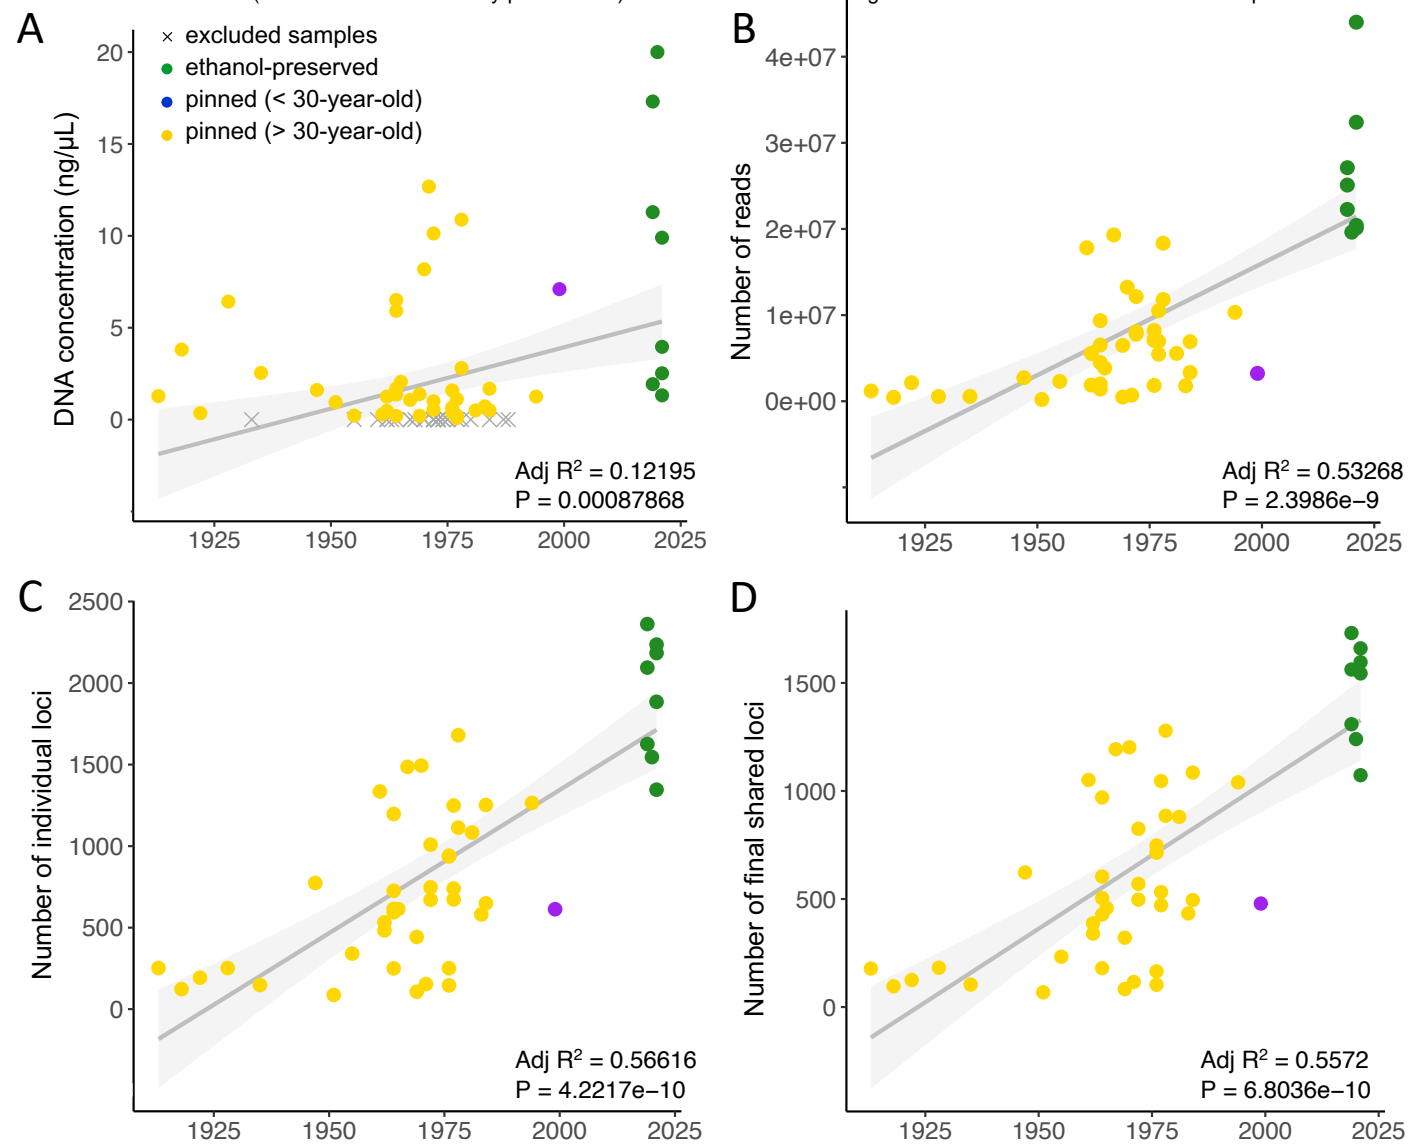 A
× excluded samples
ethanol-preserved
pinned (< 30-year-old)
pinned (> 30-year-old)
20
15
10
5
0
DNA concentration (ng/µL)
Adj R² = 0.12195
P = 0.00087868
1925 1950 1975 2000 2025
B
4e+07
3e+07
2e+07
1e+07
0e+00
Number of reads
Adj R² = 0.53268
P = 2.3986e−9
1925 1950 1975 2000 2025
C
2500
2000
1500
1000
500
0
Number of individual loci
Adj R² = 0.56616
P = 4.2217e−10
1925 1950 1975 2000 2025
D
1500
1000
500
0
Number of final shared loci
Adj R² = 0.5572
P = 6.8036e−10
1925 1950 1975 2000 2025